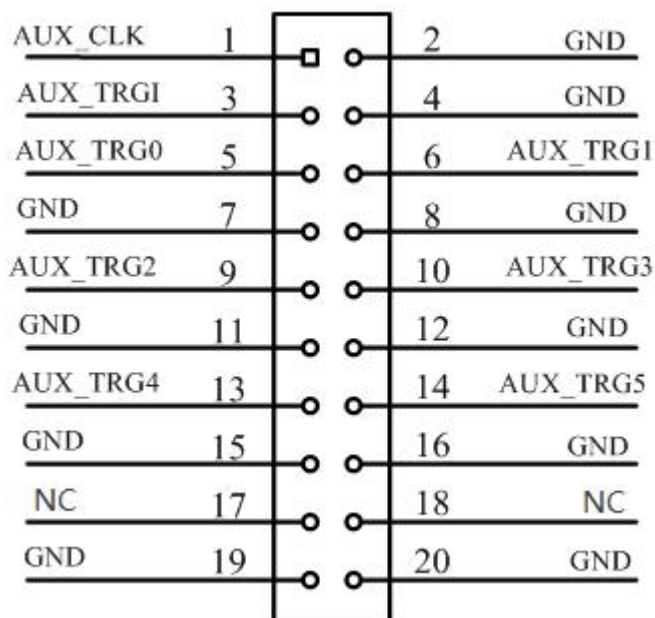 AUX_CLK 1 2 GND
AUX_TRGI 3 4 GND
AUX_TRG0 5 6 AUX_TRG1
GND 7 8 GND
AUX_TRG2 9 10 AUX_TRG3
GND 11 12 GND
AUX_TRG4 13 14 AUX_TRG5
GND 15 16 GND
NC 17 18 NC
GND 19 20 GND